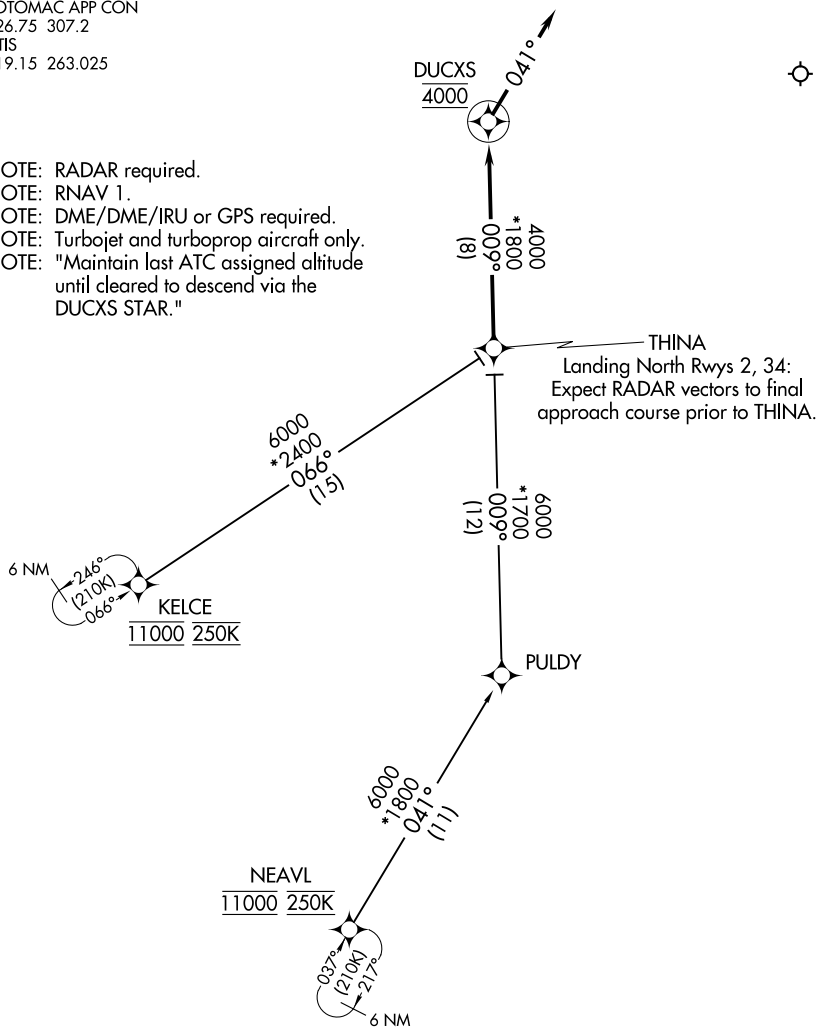 OTOMAC APP CON
26.75 307.2
TIS
19.15 263.025
OTE: RADAR required.
OTE: RNAV 1.
OTE: DME/DME/IRU or GPS required.
OTE: Turbojet and turboprop aircraft only.
OTE: "Maintain last ATC assigned altitude
until cleared to descend via the
DUCXS STAR."
DUCXS
4000
041°
4000
*1800
009°
(8)
THINA
Landing North Rwys 2, 34:
Expect RADAR vectors to final
approach course prior to THINA.
6000
*2400
066°
(15)
6000
*1700
009°
(12)
6 NM
246°
(210K)
066°
KELCE
11000 250K
PULDY
6000
*1800
041°
(11)
NEAVL
11000 250K
037°
(210K)
217°
6 NM